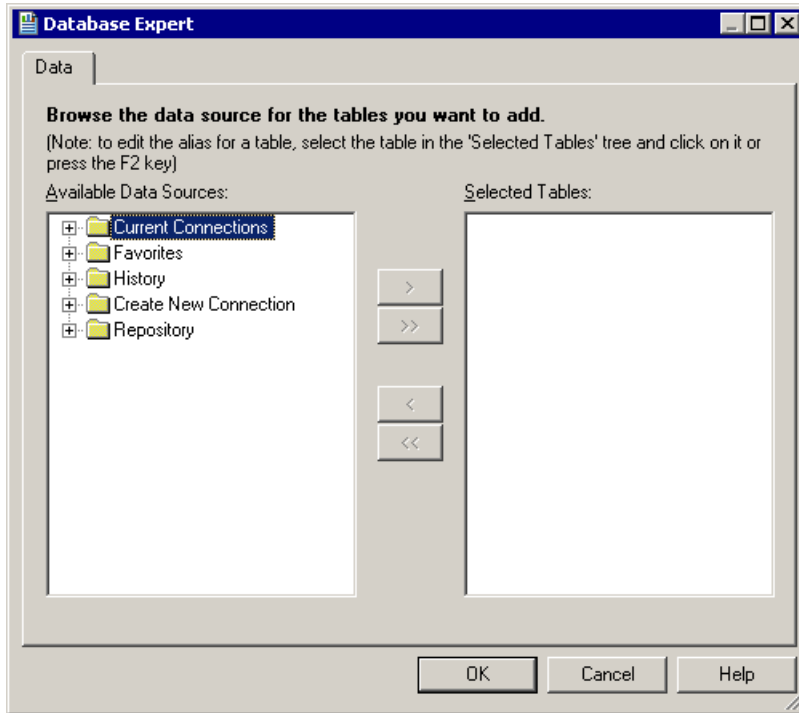 Database Expert
Data
Browse the data source for the tables you want to add.
(Note: to edit the alias for a table, select the table in the 'Selected Tables' tree and click on it or
press the F2 key)
Available Data Sources:
Selected Tables:
Current Connections
Favorites
History
Create New Connection
Repository
>
>>
<
<<
OK
Cancel
Help